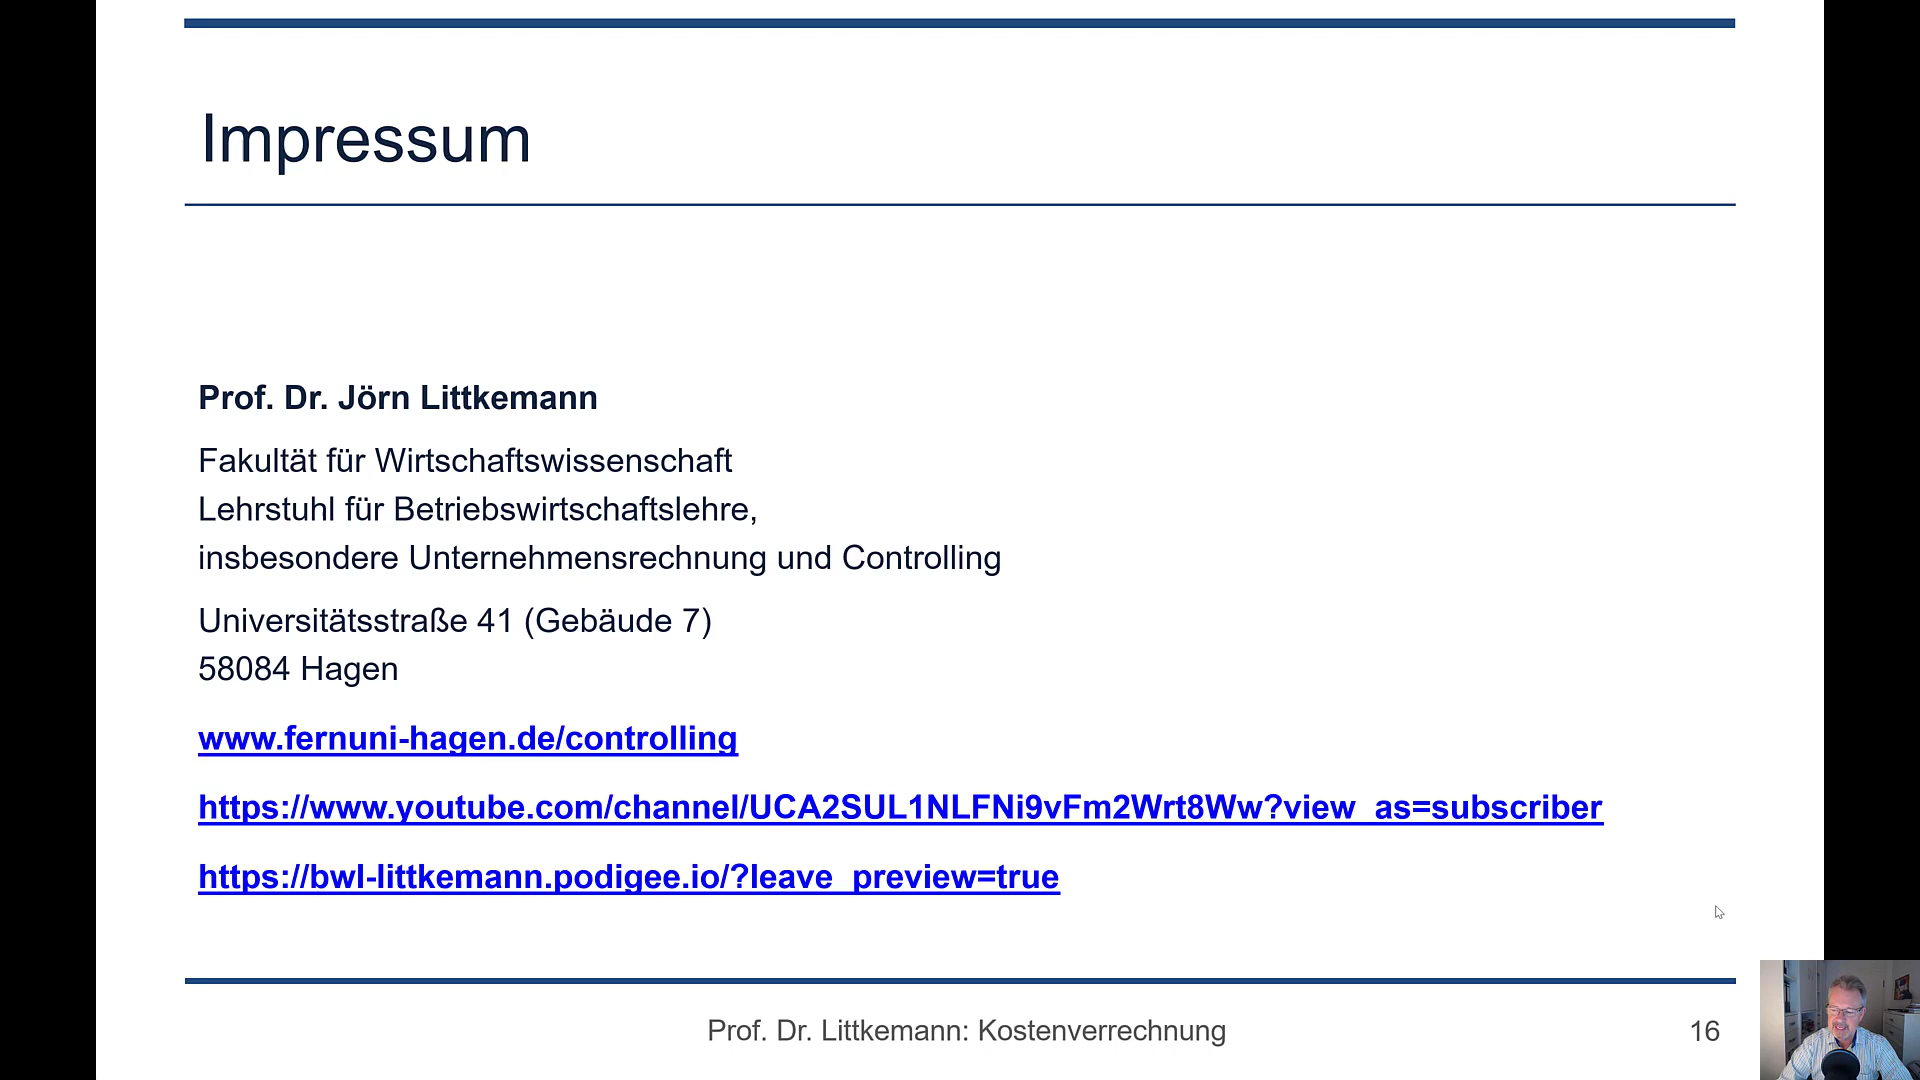 Impressum
Prof. Dr. Jörn Littkemann
Fakultät für Wirtschaftswissenschaft
Lehrstuhl für Betriebswirtschaftslehre,
insbesondere Unternehmensrechnung und Controlling
Universitätsstraße 41 (Gebäude 7)
58084 Hagen
www.fernuni-hagen.de/controlling
https://www.youtube.com/channel/UCA2SUL1NLFNi9vFm2Wrt8Ww?view_as=subscriber
https://bwl-littkemann.podigee.io/?leave_preview=true
Prof. Dr. Littkemann: Kostenverrechnung
16